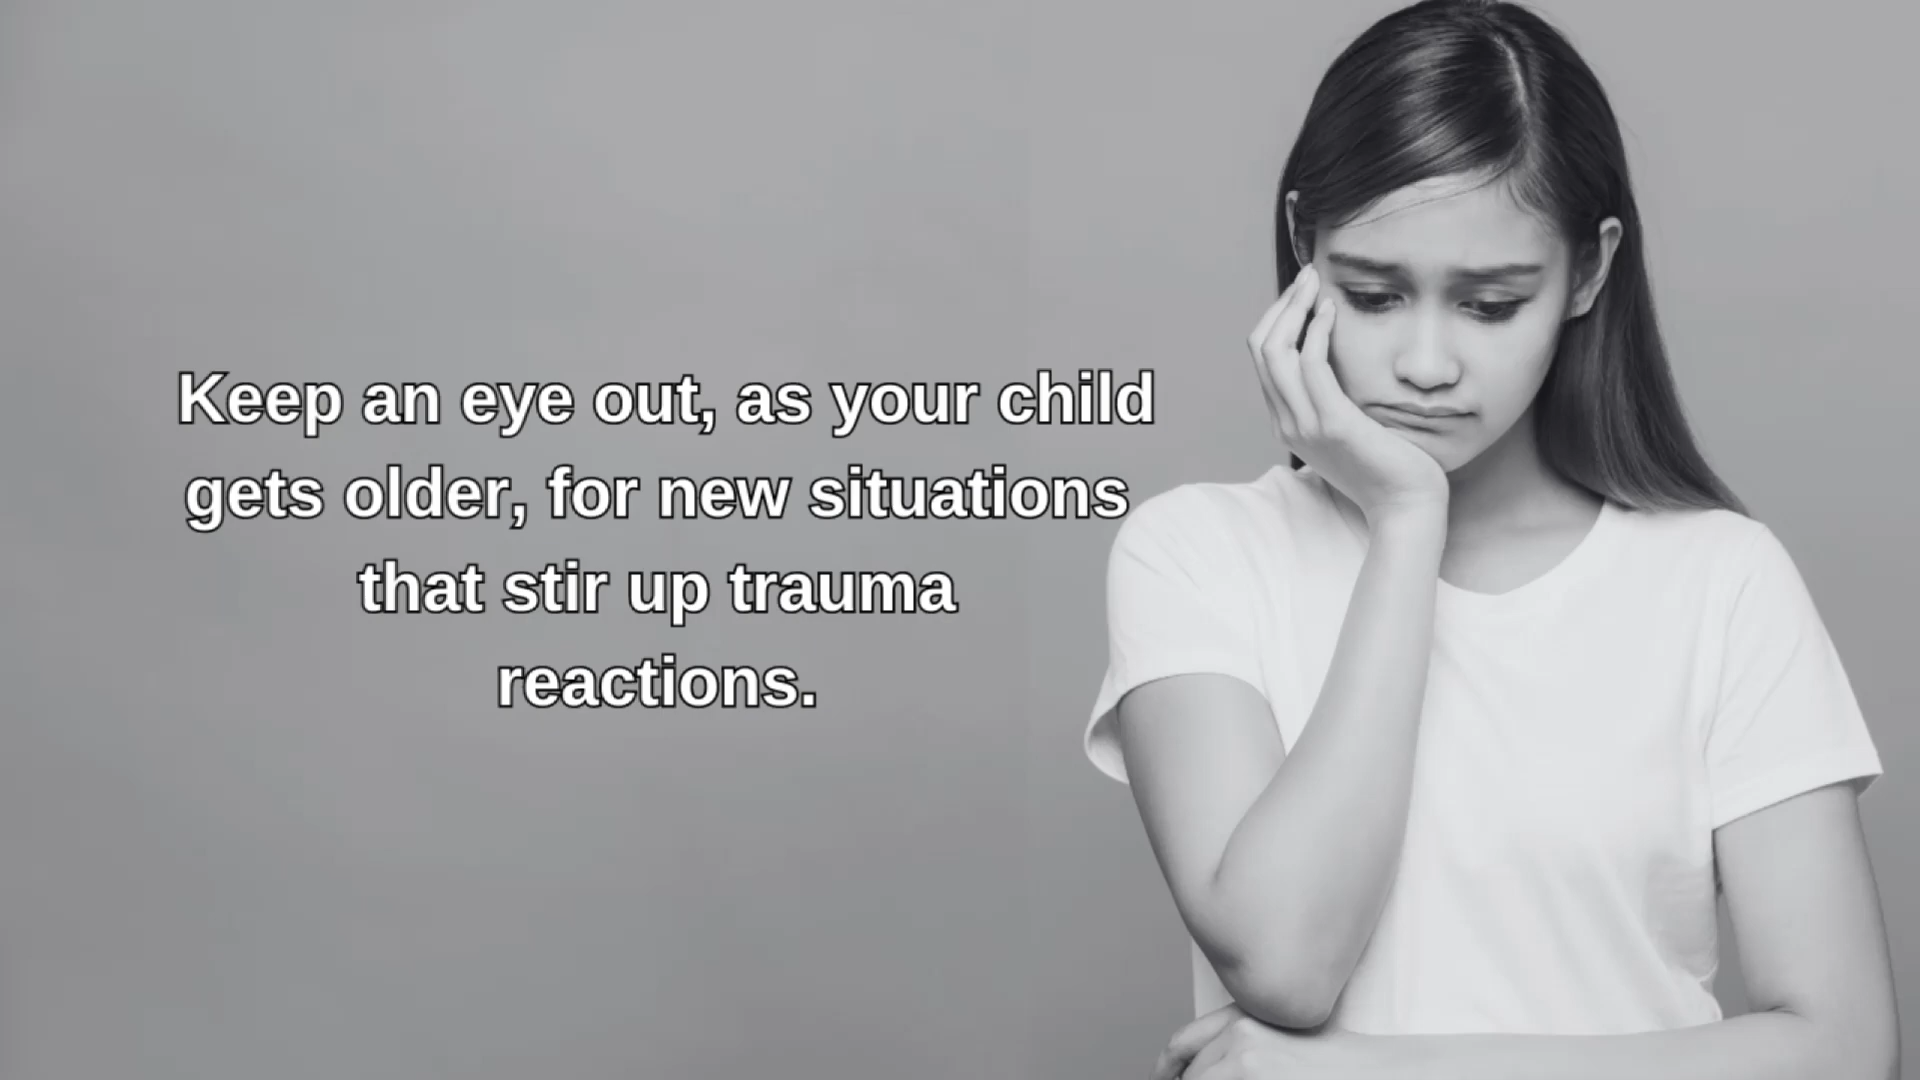 Keep an eye out, as your child
gets older, for new situations
that stir up trauma
reactions.